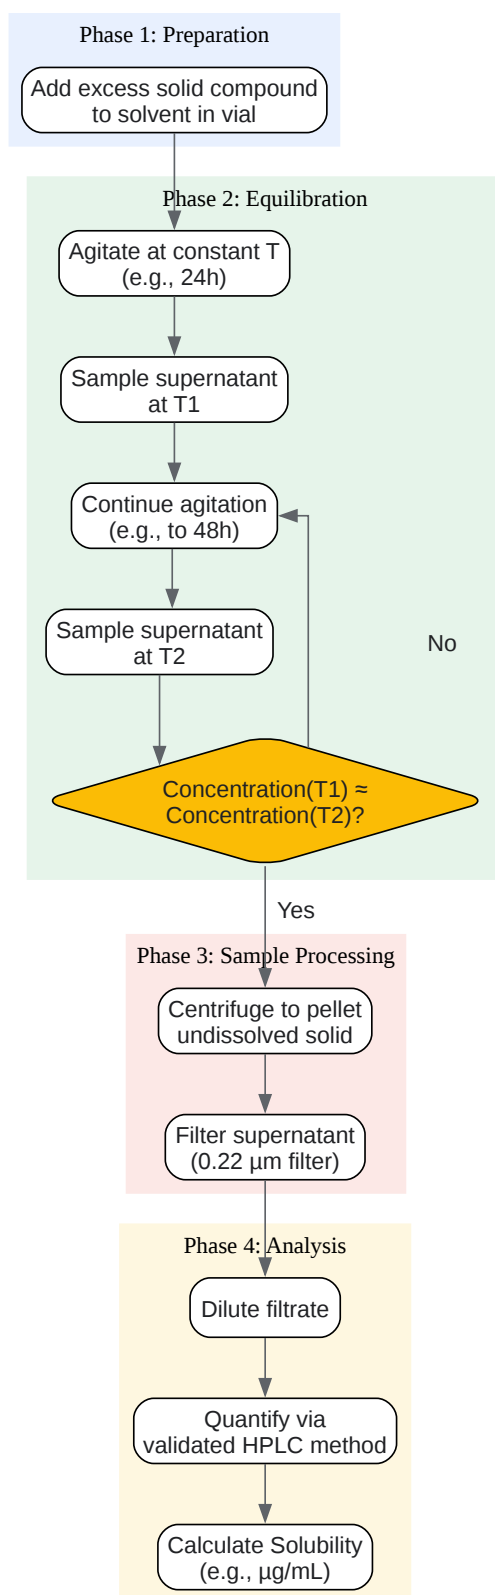 Phase 1: Preparation
Add excess solid compound
to solvent in vial
Phase 2: Equilibration
Agitate at constant T
(e.g., 24h)
Sample supernatant
at T1
Continue agitation
(e.g., to 48h)
Sample supernatant
at T2
No
Concentration(T1) ≈
Concentration(T2)?
Yes
Phase 3: Sample Processing
Centrifuge to pellet
undissolved solid
Filter supernatant
(0.22 µm filter)
Phase 4: Analysis
Dilute filtrate
Quantify via
validated HPLC method
Calculate Solubility
(e.g., µg/mL)